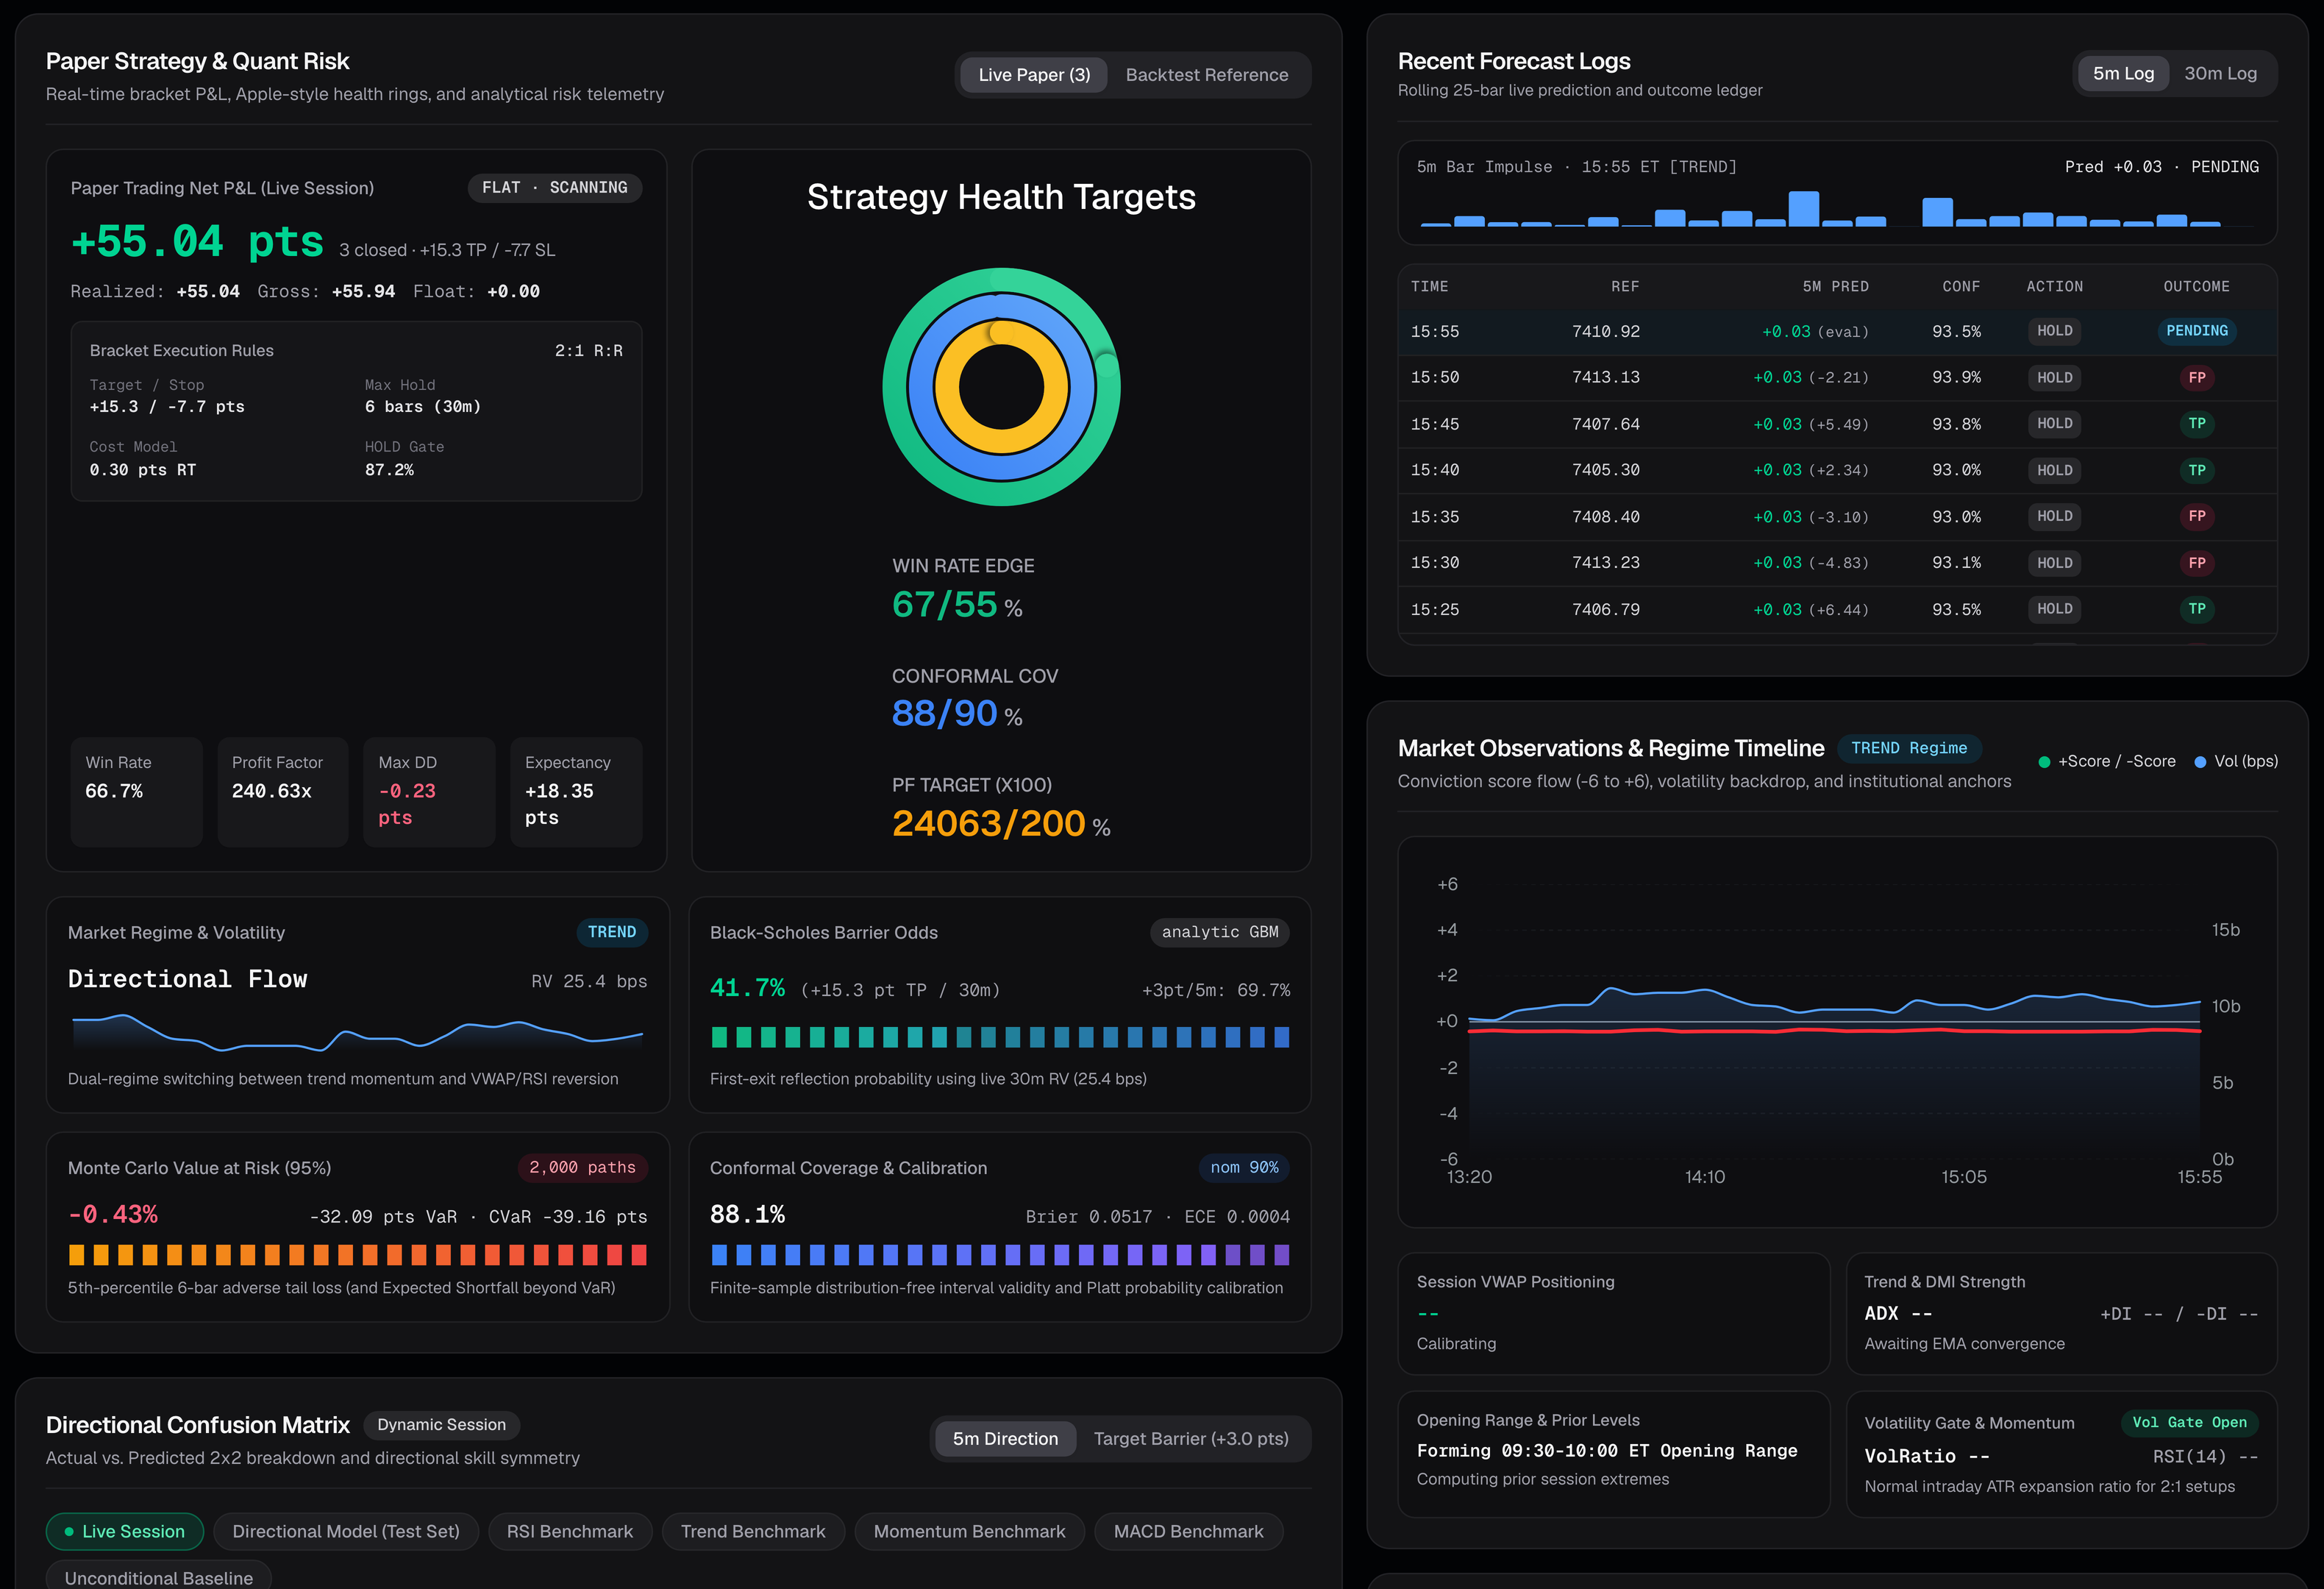 Paper Strategy & Quant Risk
Real-time bracket P&L, Apple-style health rings, and analytical risk telemetry
Live Paper (3) Backtest Reference
Paper Trading Net P&L (Live Session) FLAT · SCANNING
+55.04 pts 3 closed · +15.3 TP / -7.7 SL
Realized: +55.04 Gross: +55.94 Float: +0.00
Bracket Execution Rules 2:1 R:R
Target / Stop Max Hold
+15.3 / -7.7 pts 6 bars (30m)
Cost Model HOLD Gate
0.30 pts RT 87.2%
Win Rate Profit Factor Max DD Expectancy
66.7% 240.63x -0.23 pts +18.35 pts
Strategy Health Targets
WIN RATE EDGE
67/55 %
CONFORMAL COV
88/90 %
PF TARGET (X100)
24063/200 %
Market Regime & Volatility TREND
Directional Flow RV 25.4 bps
Dual-regime switching between trend momentum and VWAP/RSI reversion
Black-Scholes Barrier Odds analytic GBM
41.7% (+15.3 pt TP / 30m) +3pt/5m: 69.7%
First-exit reflection probability using live 30m RV (25.4 bps)
Monte Carlo Value at Risk (95%) 2,000 paths
-0.43% -32.09 pts VaR · CVaR -39.16 pts
5th-percentile 6-bar adverse tail loss (and Expected Shortfall beyond VaR)
Conformal Coverage & Calibration nom 90%
88.1% Brier 0.0517 · ECE 0.0004
Finite-sample distribution-free interval validity and Platt probability calibration
Directional Confusion Matrix Dynamic Session
Actual vs. Predicted 2x2 breakdown and directional skill symmetry
5m Direction Target Barrier (+3.0 pts)
Live Session Directional Model (Test Set) RSI Benchmark Trend Benchmark Momentum Benchmark MACD Benchmark
Unconditional Baseline
Recent Forecast Logs
Rolling 25-bar live prediction and outcome ledger
5m Log 30m Log
5m Bar Impulse · 15:55 ET [TREND] Pred +0.03 · PENDING
TIME REF 5M PRED CONF ACTION OUTCOME
15:55 7410.92 +0.03 (eval) 93.5% HOLD PENDING
15:50 7413.13 +0.03 (-2.21) 93.9% HOLD FP
15:45 7407.64 +0.03 (+5.49) 93.8% HOLD TP
15:40 7405.30 +0.03 (+2.34) 93.0% HOLD TP
15:35 7408.40 +0.03 (-3.10) 93.0% HOLD FP
15:30 7413.23 +0.03 (-4.83) 93.1% HOLD FP
15:25 7406.79 +0.03 (+6.44) 93.5% HOLD TP
Market Observations & Regime Timeline TREND Regime
Conviction score flow (-6 to +6), volatility backdrop, and institutional anchors
+Score / -Score Vol (bps)
+6
+4 15b
+2
+0 10b
-2
-4 5b
-6 0b
13:20 14:10 15:05 15:55
Session VWAP Positioning
--
Calibrating
Trend & DMI Strength
ADX -- +DI -- / -DI --
Awaiting EMA convergence
Opening Range & Prior Levels
Forming 09:30-10:00 ET Opening Range
Computing prior session extremes
Volatility Gate & Momentum Vol Gate Open
VolRatio -- RSI(14) --
Normal intraday ATR expansion ratio for 2:1 setups